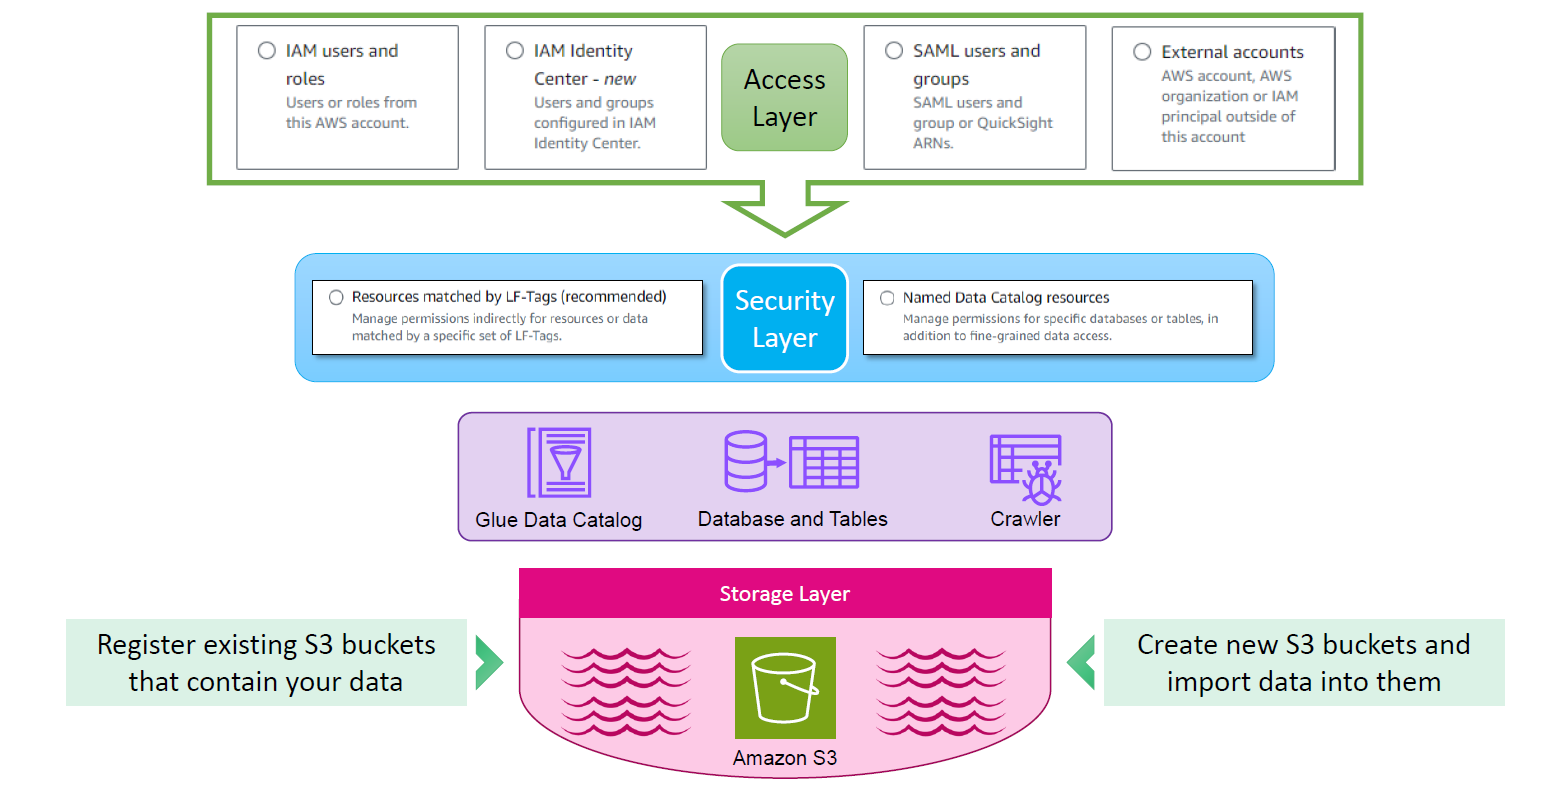 IAM users and
roles
Users or roles from
this AWS account.
IAM Identity
Center - new
Users and groups
configured in IAM
Identity Center.
Access
Layer
SAML users and
groups
SAML users and
group or QuickSight
ARNs.
External accounts
AWS account, AWS
organization or IAM
principal outside of
this account
Resources matched by LF-Tags (recommended)
Manage permissions indirectly for resources or data
matched by a specific set of LF-Tags.
Security
Layer
Named Data Catalog resources
Manage permissions for specific databases or tables, in
addition to fine-grained data access.
Glue Data Catalog
Database and Tables
Crawler
Storage Layer
Register existing S3 buckets
that contain your data
Amazon S3
Create new S3 buckets and
import data into them